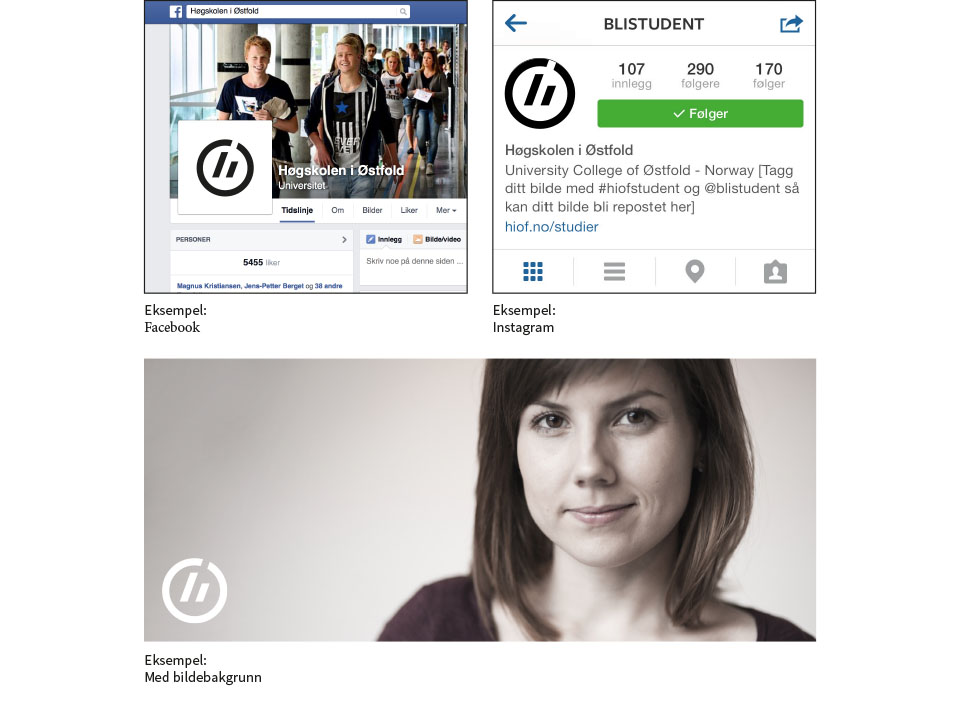 Høgskolen i Østfold
Høgskolen i Østfold
Universitet
Tidslinje Om Bilder Liker Mer
PERSONER
5455 liker
Magnus Kristiansen, Jens-Petter Berget og 38 andre
Innlegg Bilde/video
Skriv noe på denne siden ...
Eksempel:
Facebook
BLISTUDENT
107 290 170
innlegg følgere følger
Følger
Høgskolen i Østfold
University College of Østfold - Norway [Tagg
ditt bilde med #hiofstudent og @blistudent så
kan ditt bilde bli repostet her]
hiof.no/studier
Eksempel:
Instagram
Eksempel:
Med bildebakgrunn